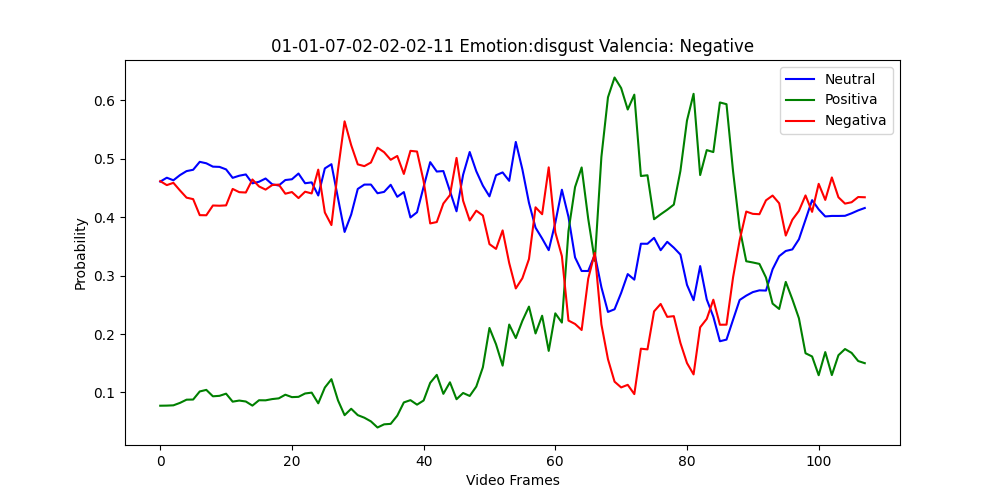 01-01-07-02-02-02-11 Emotion:disgust Valencia: Negative
Neutral
Positiva
Negativa
Probability
0.6
0.5
0.4
0.3
0.2
0.1
0 20 40 60 80 100
Video Frames